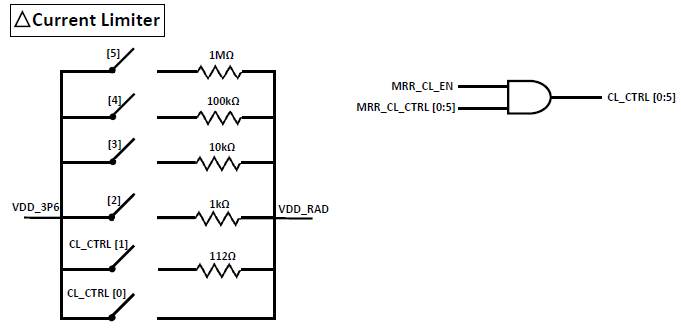 △Current Limiter
[5]
1MΩ
[4]
100kΩ
MRR_CL_EN
CL_CTRL [0:5]
MRR_CL_CTRL [0:5]
[3]
10kΩ
VDD_3P6
[2]
1kΩ
VDD_RAD
CL_CTRL [1]
112Ω
CL_CTRL [0]